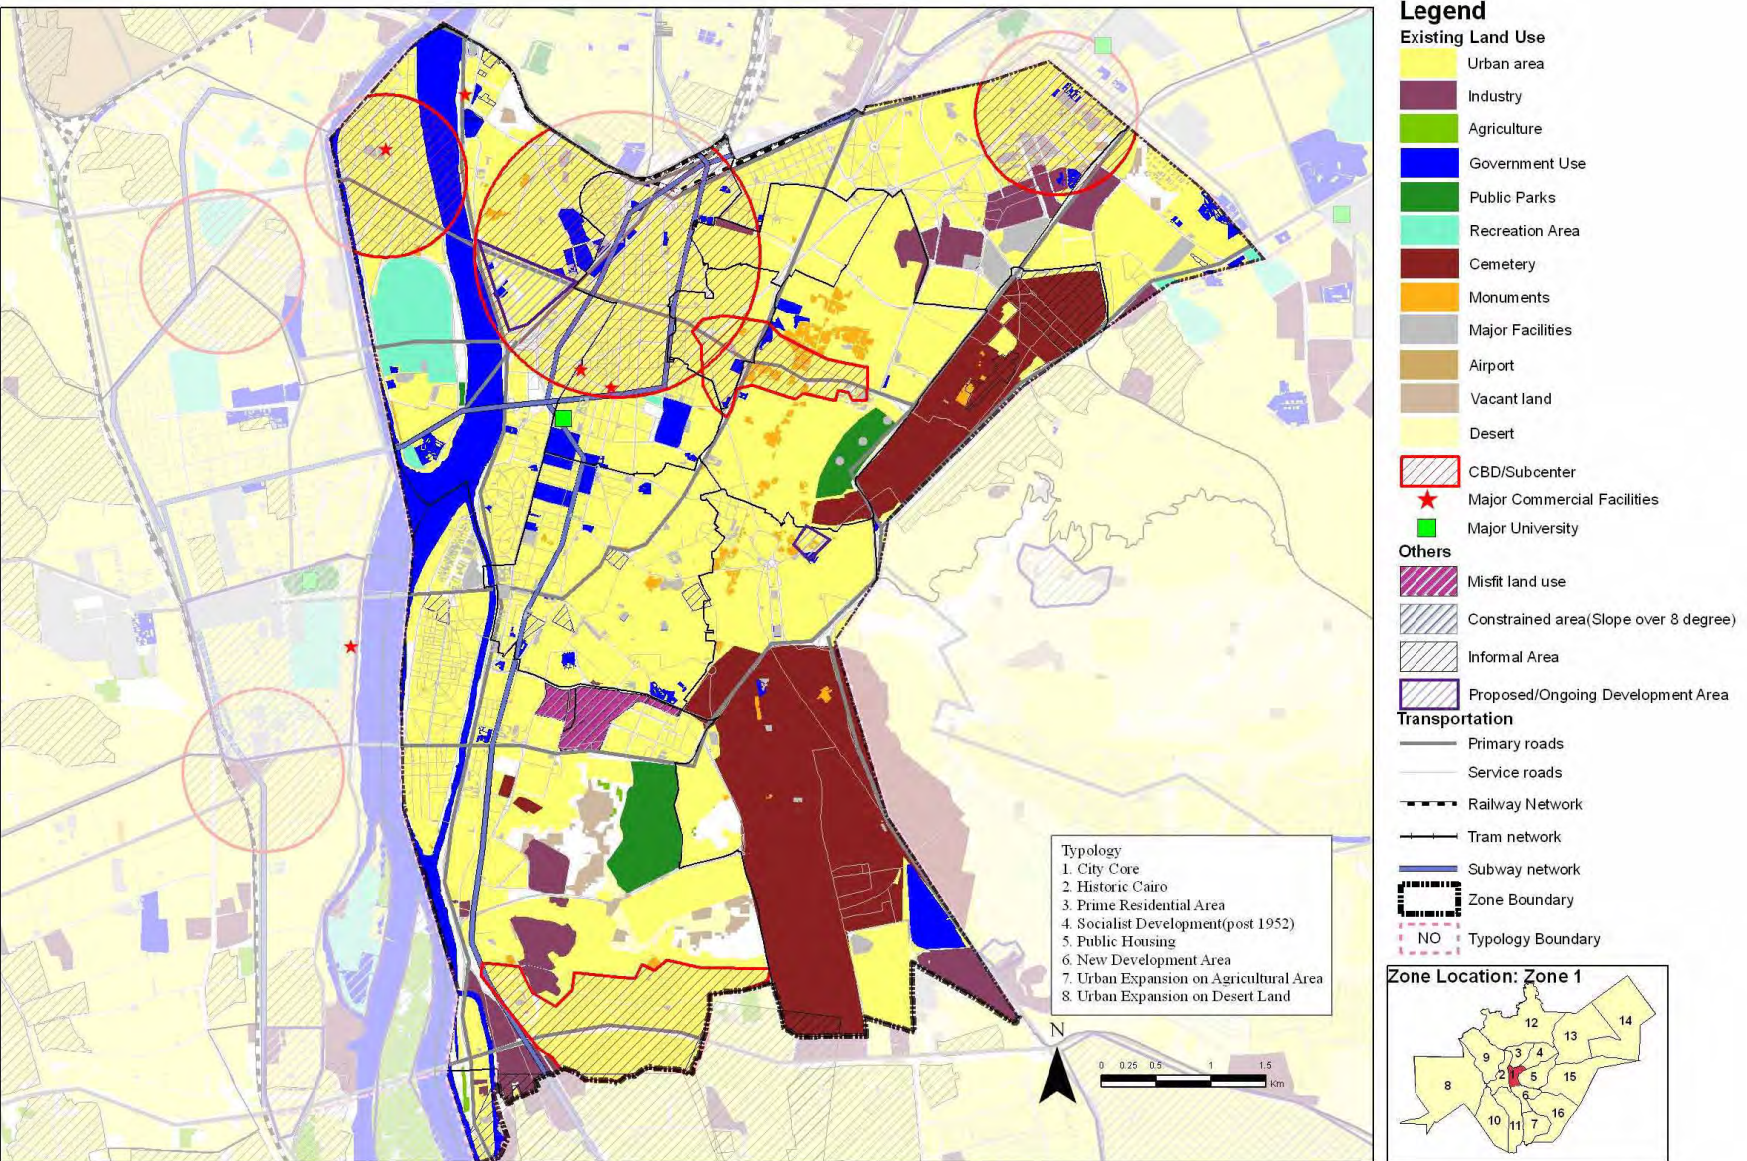 Legend
Existing Land Use
Urban area
Industry
Agriculture
Government Use
Public Parks
Recreation Area
Cemetery
Monuments
Major Facilities
Airport
Vacant land
Desert
CBD/Subcenter
Major Commercial Facilities
Major University
Others
Misfit land use
Constrained area(Slope over 8 degree)
Informal Area
Proposed/Ongoing Development Area
Transportation
Primary roads
Service roads
Railway Network
Tram network
Subway network
Zone Boundary
NO Typology Boundary
Typology
1. City Core
2. Historic Cairo
3. Prime Residential Area
4. Socialist Development(post 1952)
5. Public Housing
6. New Development Area
7. Urban Expansion on Agricultural Area
8. Urban Expansion on Desert Land
N
0 0.25 0.5 1 1.5
Km
Zone Location: Zone 1
12 14
13
9 3 4
2 1 5 15
8 6
16
10 11 7